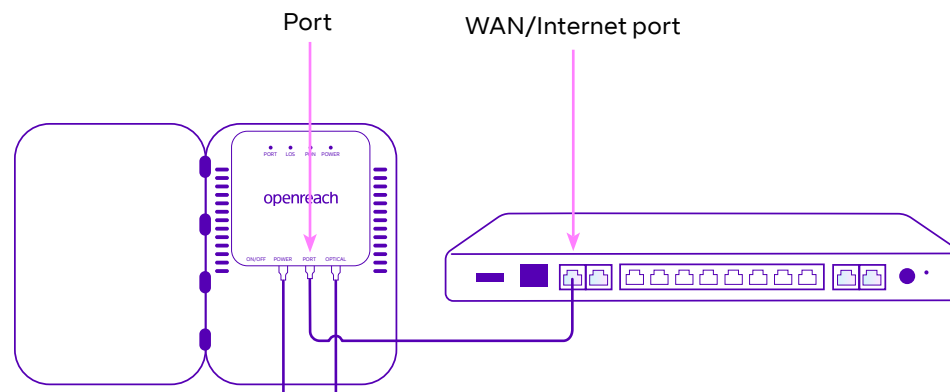 Port
WAN/Internet port
PORT LOS PON POWER
openreach
ON/OFF POWER PORT OPTICAL